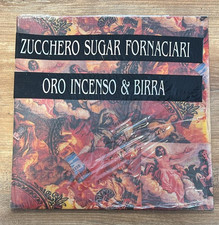 ZUCCHERO SUGAR FORNACIARI
ORO INCENSO & BIRRA